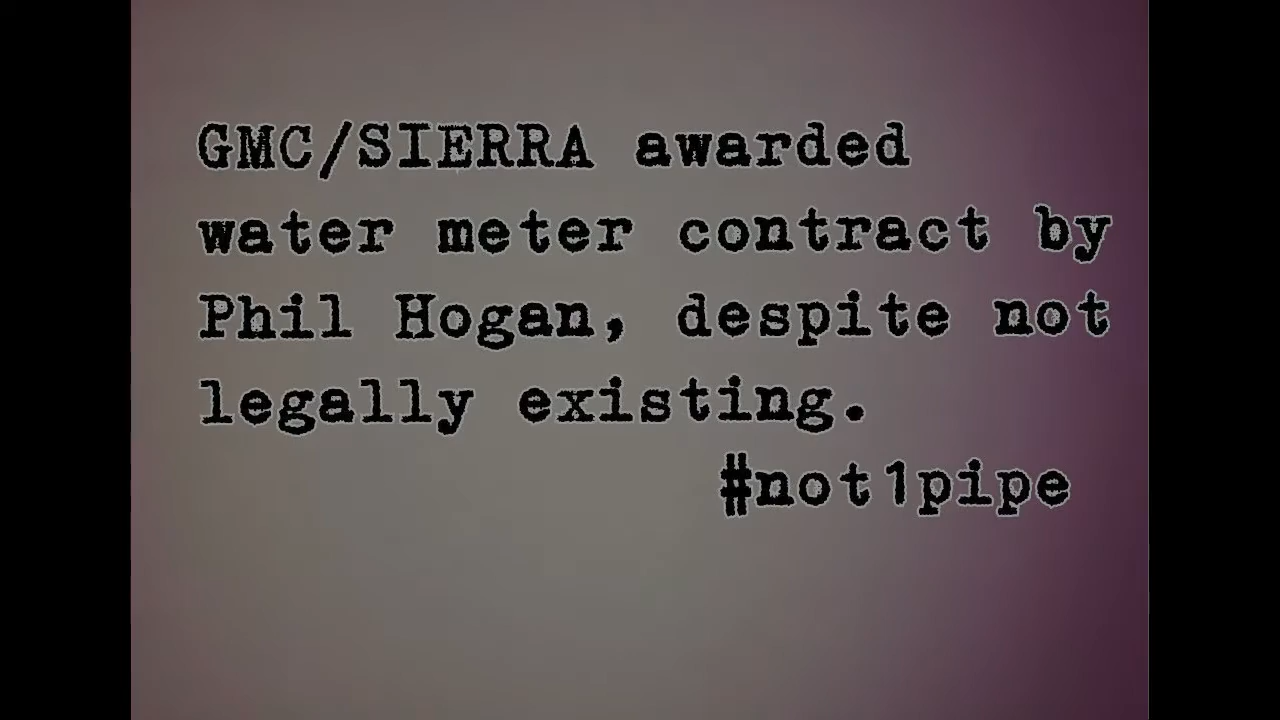 GMC/SIERRA awarded
water meter contract by
Phil Hogan, despite not
legally existing.
#not1pipe